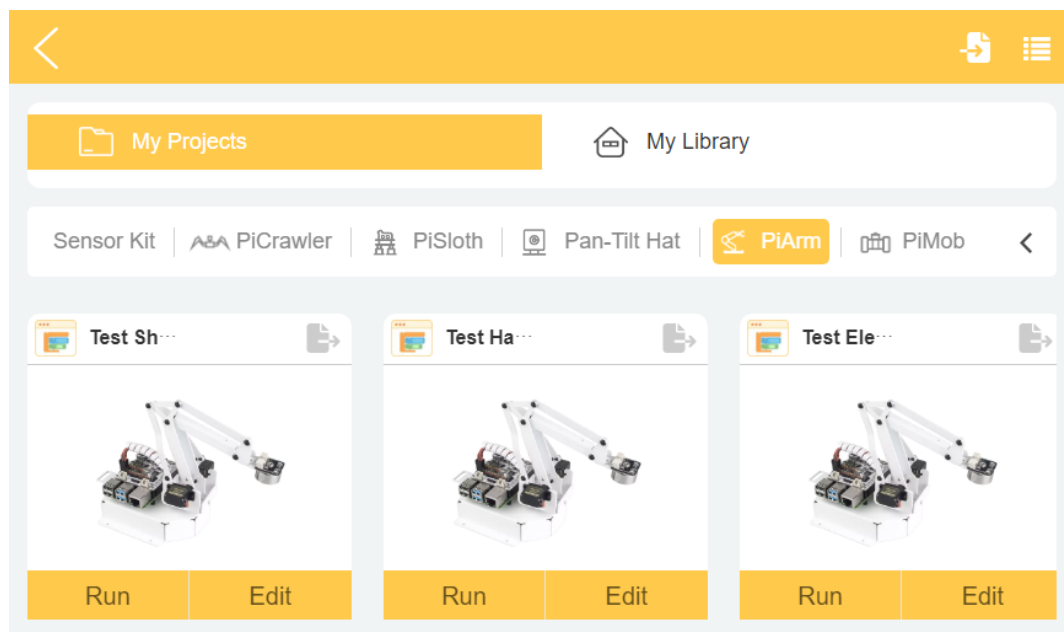 My Projects My Library
Sensor Kit PiCrawler PiSloth Pan-Tilt Hat PiArm PiMob
Test Sh··· Test Ha··· Test Ele···
Run Edit Run Edit Run Edit